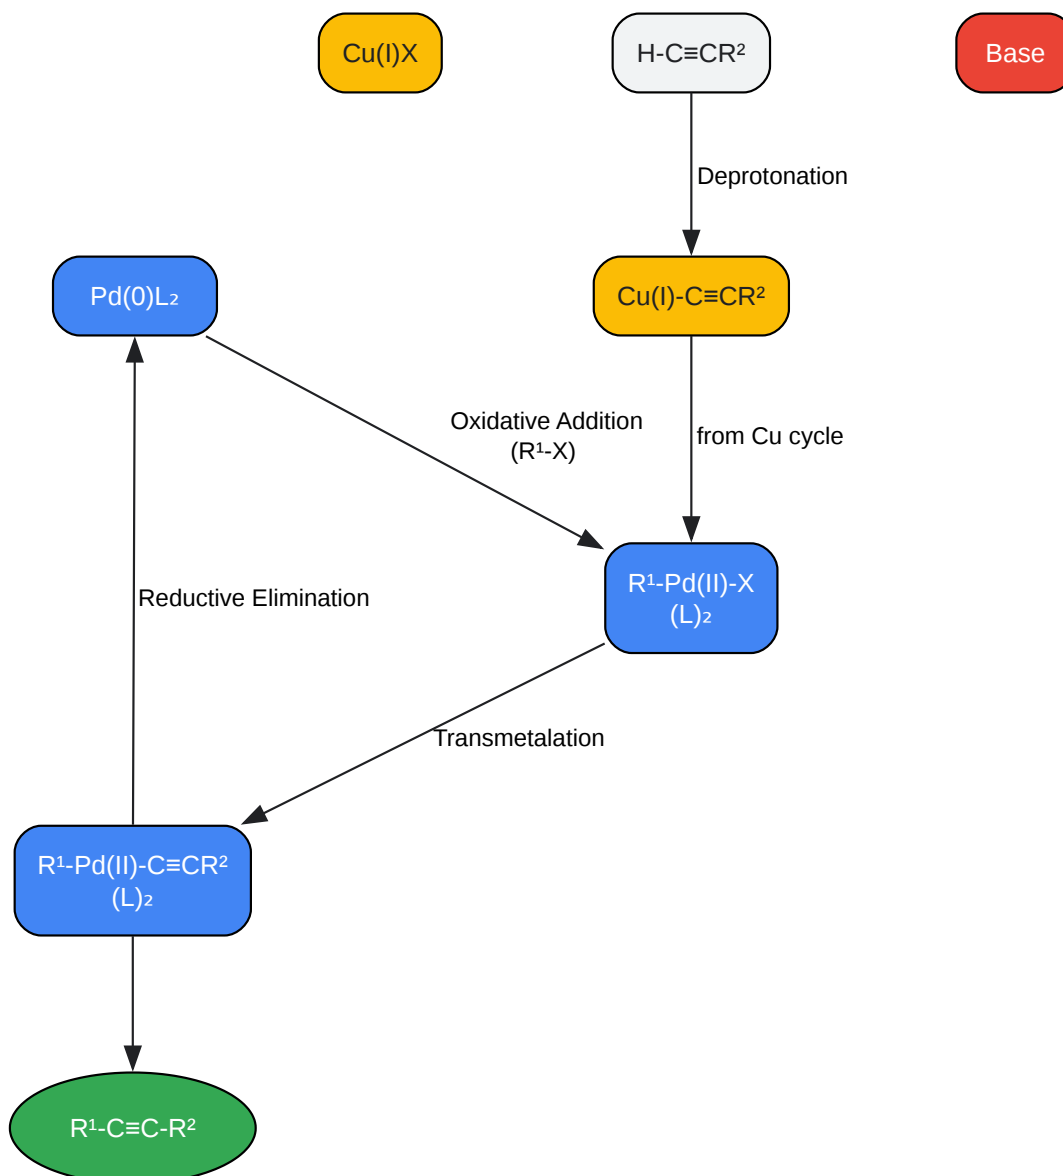 Cu(I)X
H-C≡CR²
Base
Deprotonation
Pd(0)L₂
Cu(I)-C≡CR²
Oxidative Addition
(R¹-X)
from Cu cycle
R¹-Pd(II)-X
(L)₂
Reductive Elimination
Transmetalation
R¹-Pd(II)-C≡CR²
(L)₂
R¹-C≡C-R²